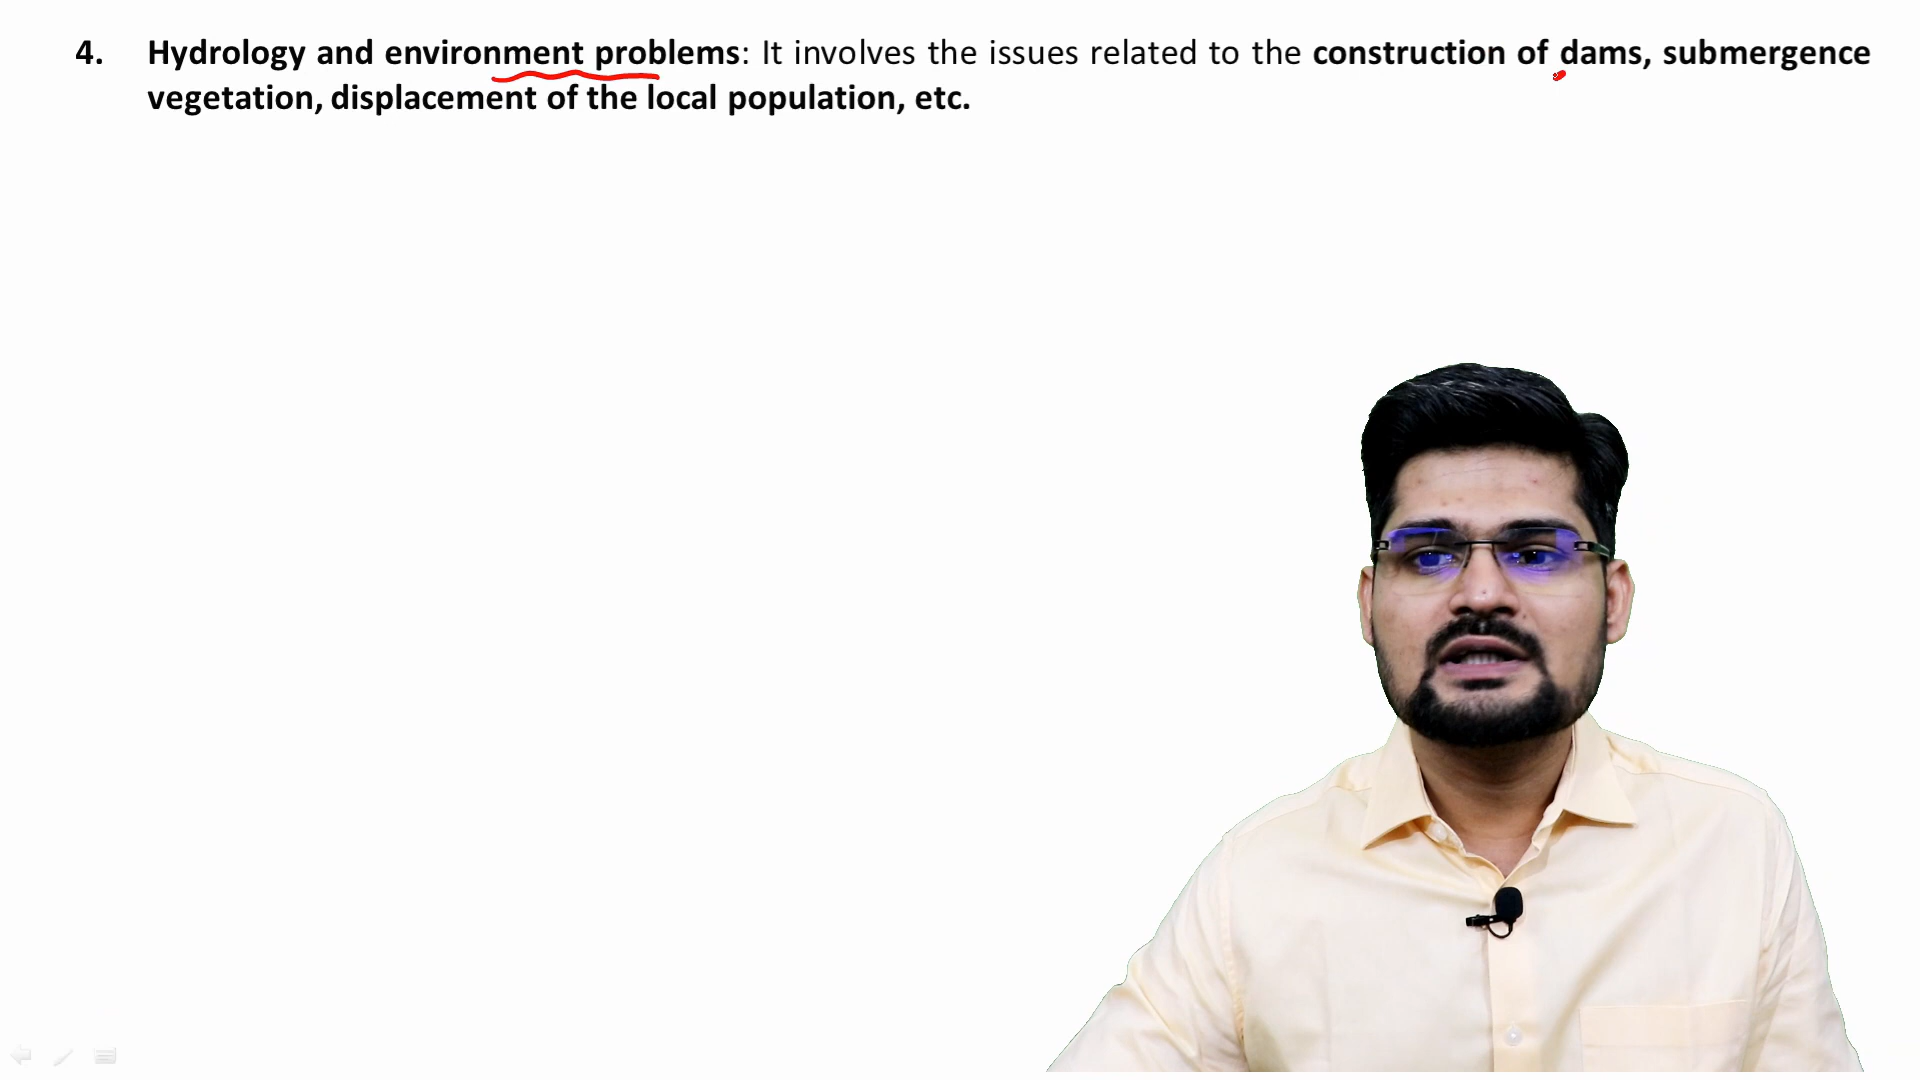 4. Hydrology and environment problems: It involves the issues related to the construction of dams, submergence
vegetation, displacement of the local population, etc.